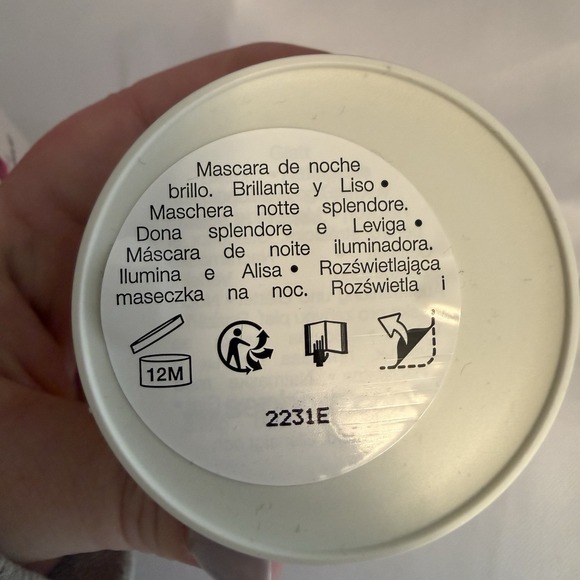 Mascara de noche
brillo. Brillante y Liso •
Maschera notte splendore.
Dona splendore e Leviga •
Máscara de noite iluminadora.
Ilumina e Alisa • Rozświetlająca
maseczka na noc. Rozświetla i
12M
2231E